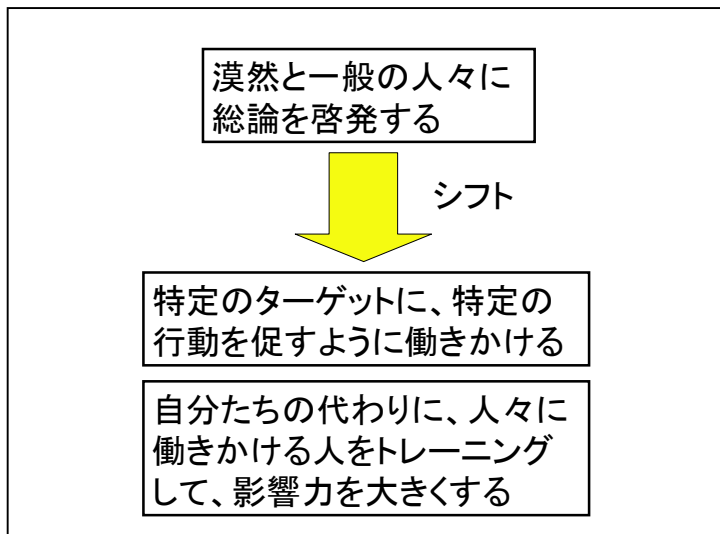 漠然と一般の人々に
総論を啓発する
シフト
特定のターゲットに、特定の
行動を促すように働きかける
自分たちの代わりに、人々に
働きかける人をトレーニング
して、影響力を大きくする